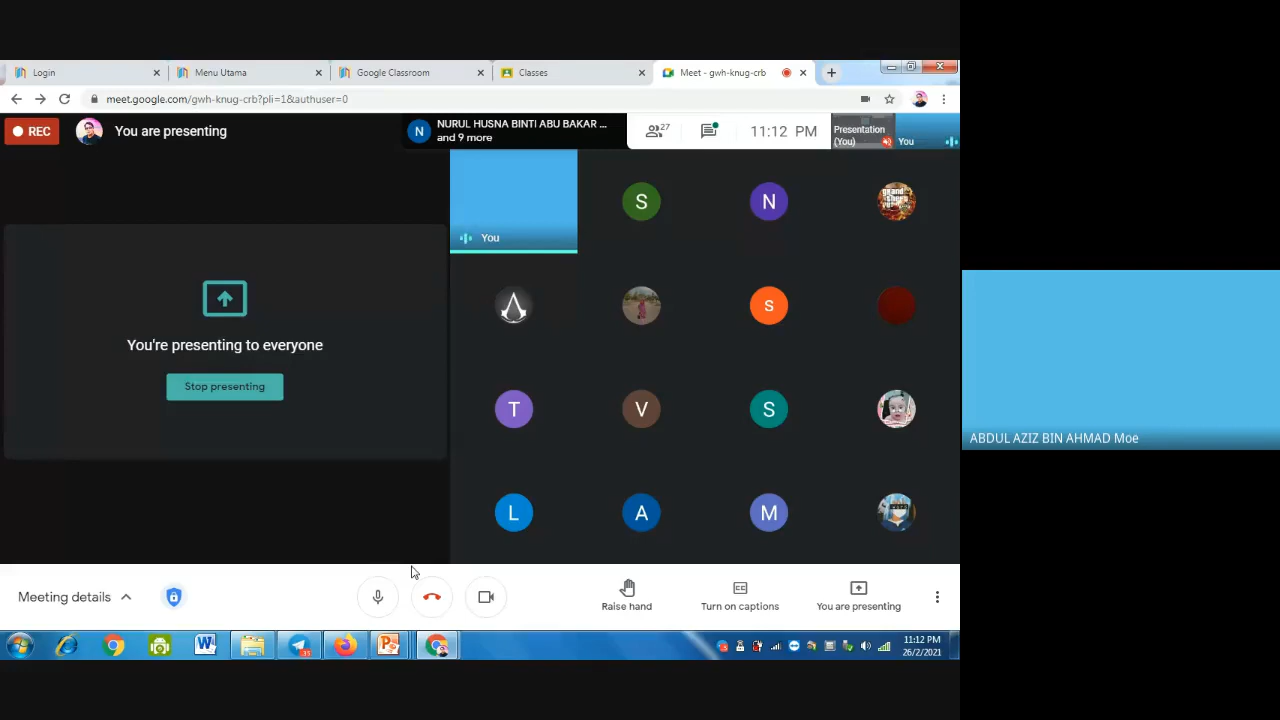 Login
Menu Utama
Google Classroom
Classes
Meet - gwh-knug-crb
meet.google.com/gwh-knug-crb?pli=1&authuser=0
REC
You are presenting
N
NURUL HUSNA BINTI ABU BAKAR ...
and 9 more
27
11:12 PM
Presentation
(You)
You
You
S
N
grand
theft
S
T
V
S
L
A
M
You're presenting to everyone
Stop presenting
ABDUL AZIZ BIN AHMAD Moe
Meeting details
Raise hand
CC
Turn on captions
You are presenting
11:12 PM
26/2/2021